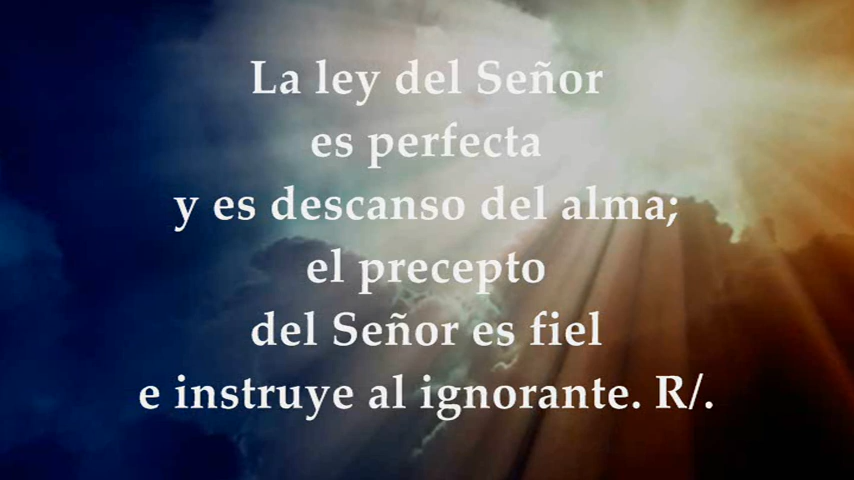 La ley del Señor
es perfecta
y es descanso del alma;
el precepto
del Señor es fiel
e instruye al ignorante. R/.